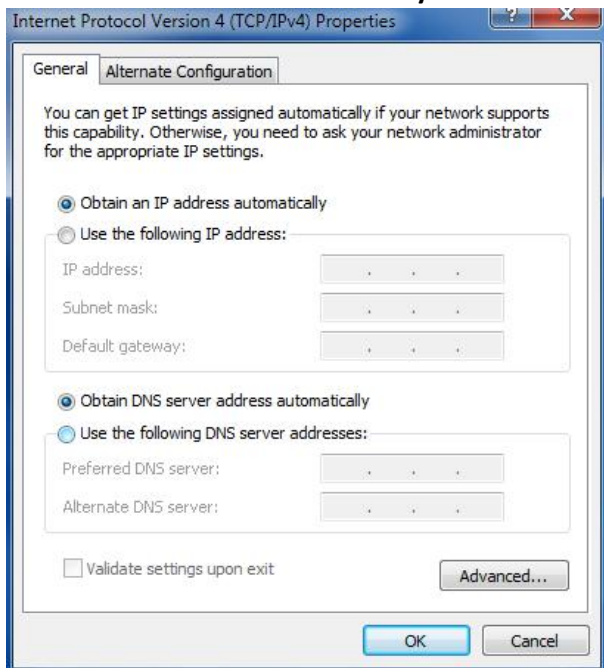 Internet Protocol Version 4 (TCP/IPv4) Properties
? X
General
Alternate Configuration
You can get IP settings assigned automatically if your network supports
this capability. Otherwise, you need to ask your network administrator
for the appropriate IP settings.
Obtain an IP address automatically
Use the following IP address:
IP address:
Subnet mask:
Default gateway:
Obtain DNS server address automatically
Use the following DNS server addresses:
Preferred DNS server:
Alternate DNS server:
Validate settings upon exit
Advanced...
OK
Cancel